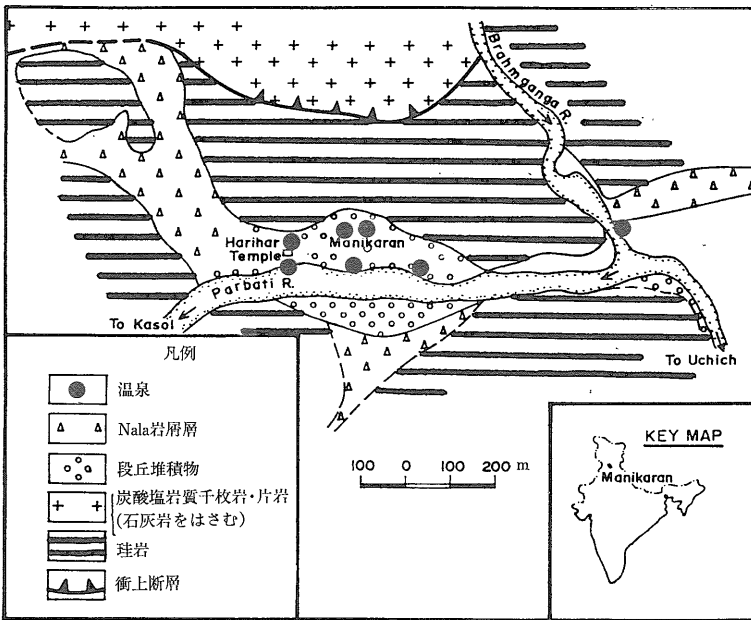 Brahmganga R.
Harihar
Temple
Manikaran
Parbati R.
To Kasol
To Uchich
凡例
温泉
Nala岩屑層
段丘堆積物
炭酸塩岩質千枚岩・片岩
(石灰岩をはさむ)
珪岩
衝上断層
100 0 100 200 m
KEY MAP
Manikaran